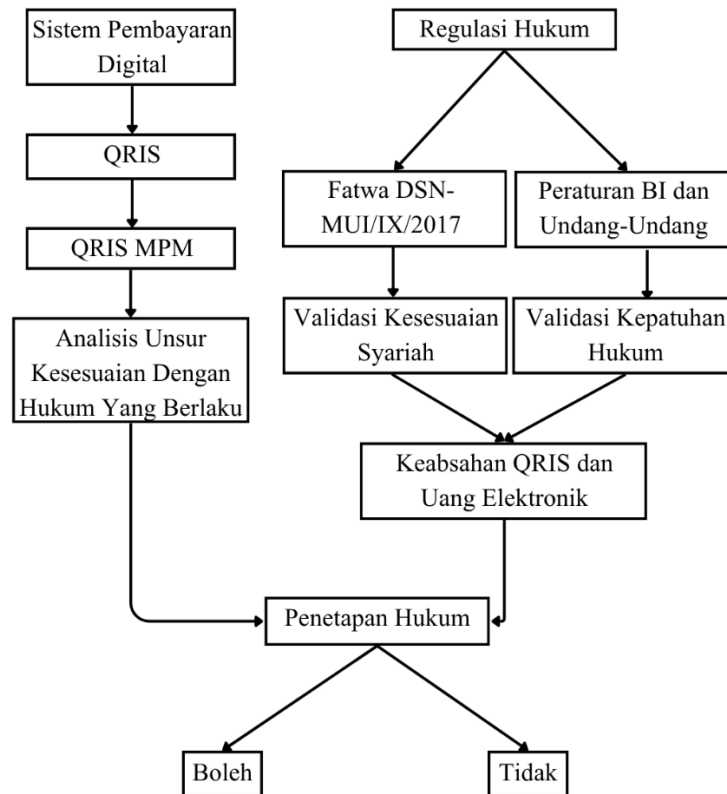 Sistem Pembayaran
Digital
Regulasi Hukum
QRIS
Fatwa DSN-
MUI/IX/2017
Peraturan BI dan
Undang-Undang
QRIS MPM
Analisis Unsur
Kesesuaian Dengan
Hukum Yang Berlaku
Validasi Kesesuaian
Syariah
Validasi Kepatuhan
Hukum
Keabsahan QRIS dan
Uang Elektronik
Penetapan Hukum
Boleh
Tidak